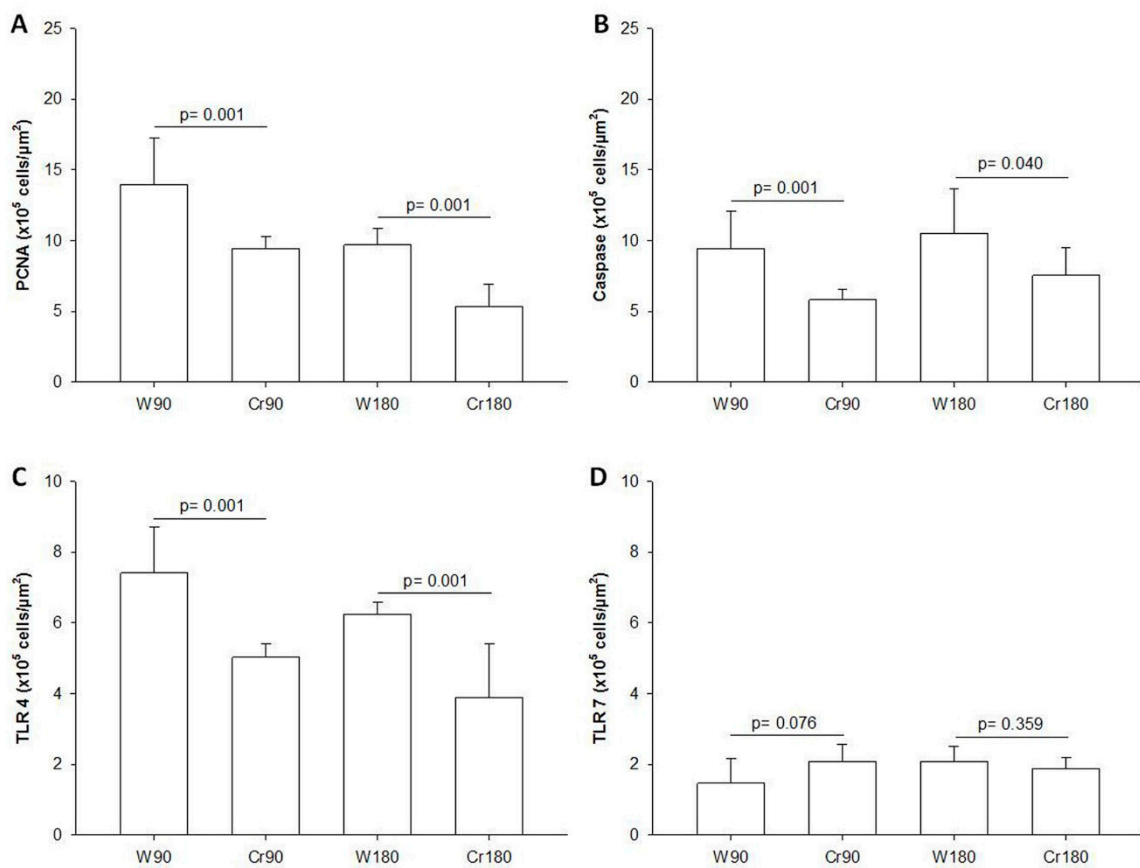 A
PCNA (x10⁵ cells/µm²)
25
20
15
10
5
0
p= 0.001
p= 0.001
W90 Cr90 W180 Cr180
B
Caspase (x10⁵ cells/µm²)
25
20
15
10
5
0
p= 0.001
p= 0.040
W90 Cr90 W180 Cr180
C
TLR 4 (x10⁵ cells/µm²)
10
8
6
4
2
0
p= 0.001
p= 0.001
W90 Cr90 W180 Cr180
D
TLR 7 (x10⁵ cells/µm²)
10
8
6
4
2
0
p= 0.076
p= 0.359
W90 Cr90 W180 Cr180